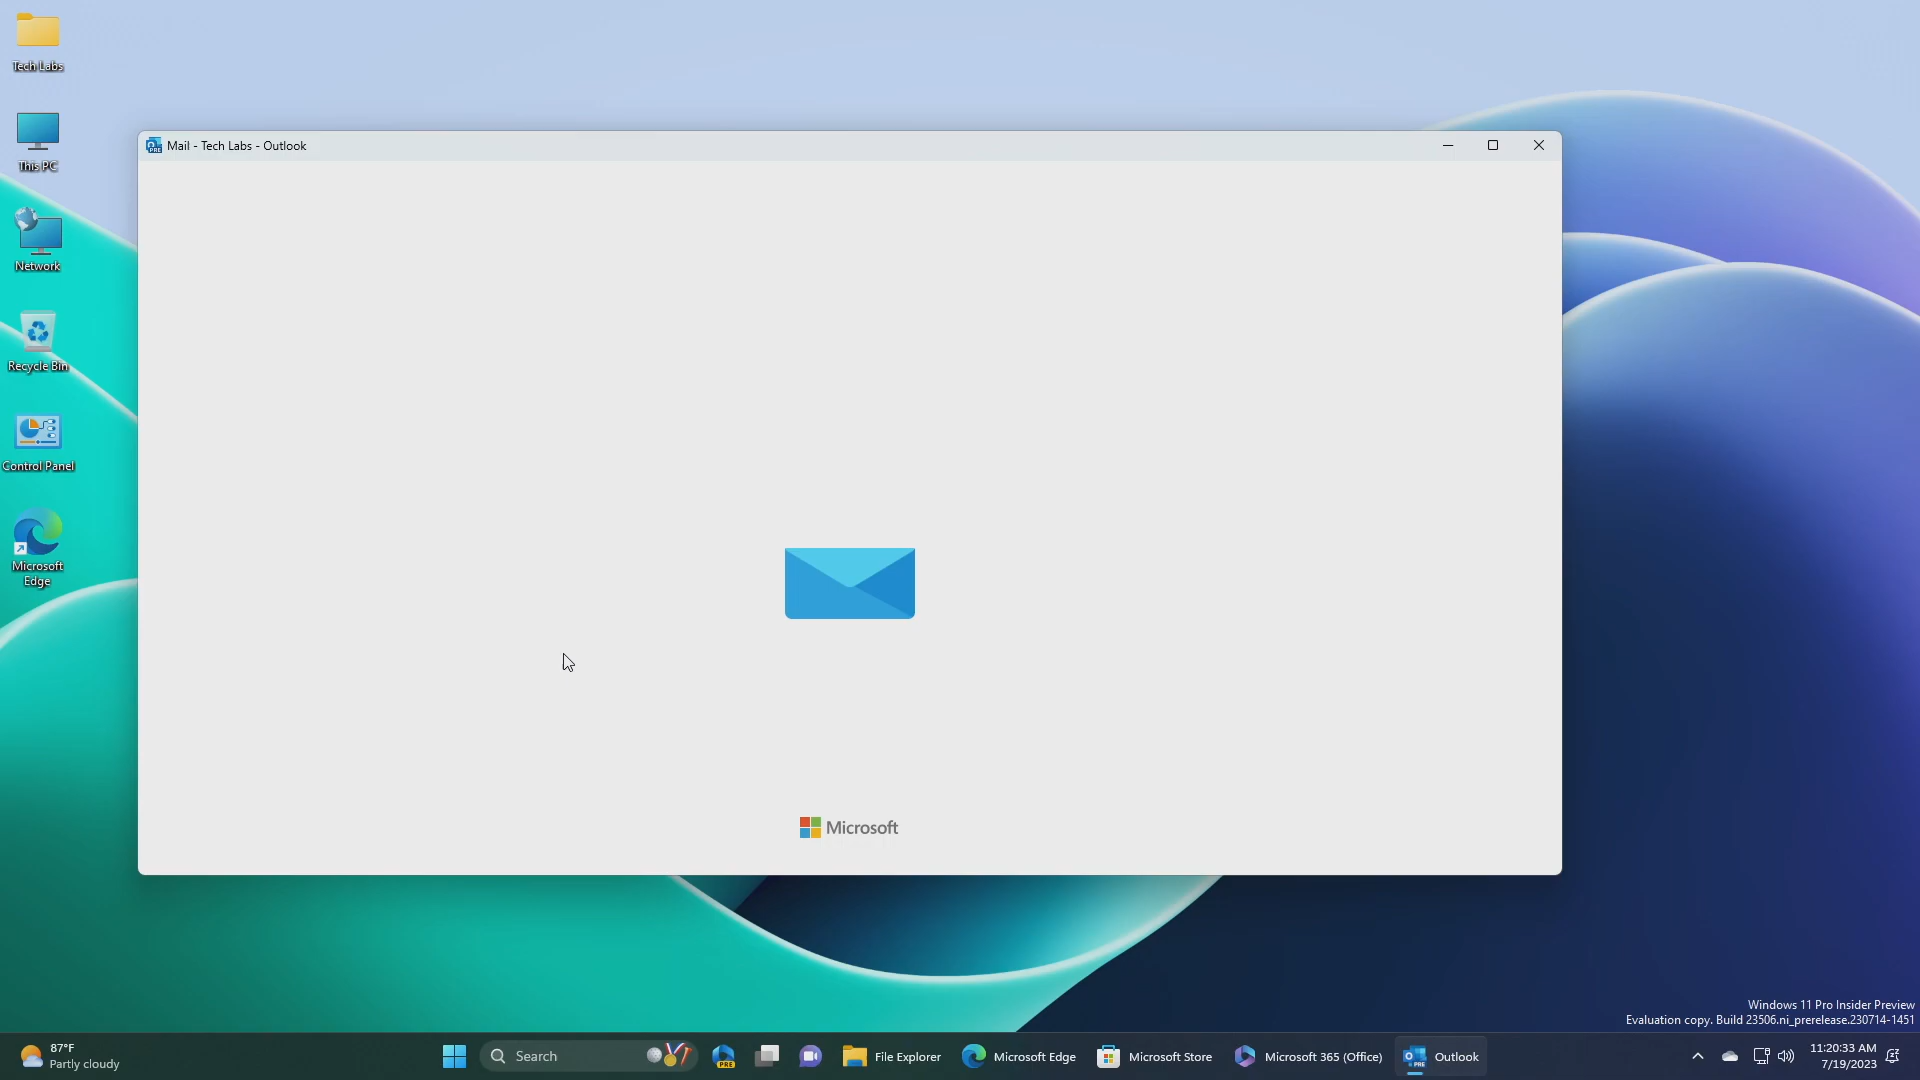 Tech Labs
This PC
Network
Recycle Bin
Control Panel
Microsoft
Edge
Mail - Tech Labs - Outlook
Microsoft
Windows 11 Pro Insider Preview
Evaluation copy. Build 23506.ni_prerelease.230714-1451
87°F
Partly cloudy
Search
PRE
File Explorer
Microsoft Edge
Microsoft Store
Microsoft 365 (Office)
PRE
Outlook
11:20:33 AM
7/19/2023